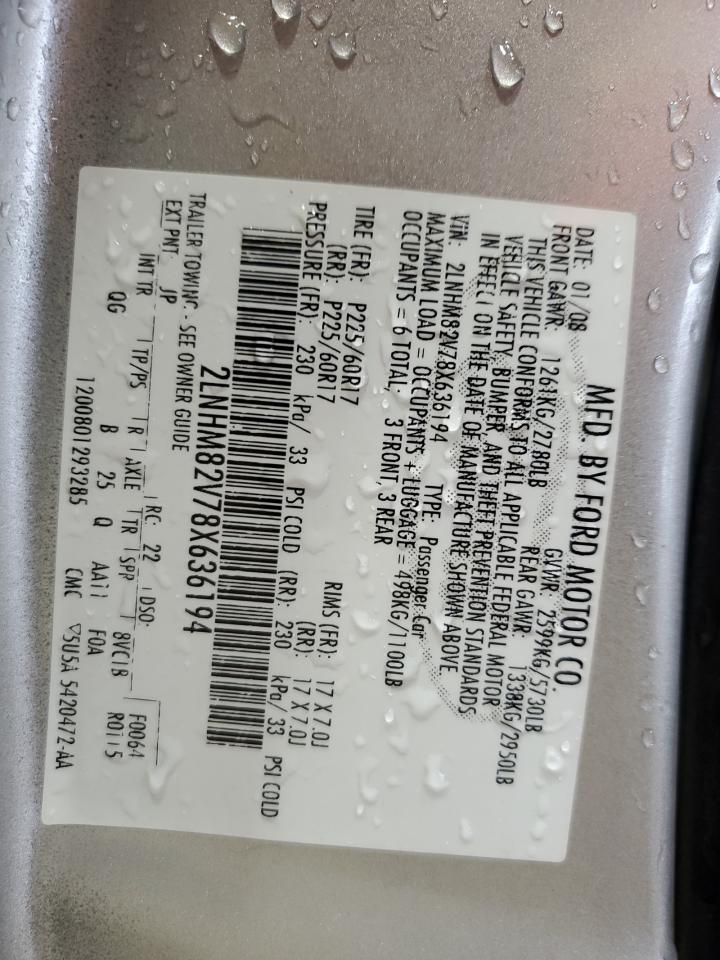 MFD. BY FORD MOTOR CO.
DATE: 01/08 GVWR: 2599KG/5730LB
FRONT GAWR: 1261KG/2780LB REAR GAWR: 1338KG/2950LB
THIS VEHICLE CONFORMS TO ALL APPLICABLE FEDERAL MOTOR
VEHICLE SAFETY, BUMPER, AND THEFT PREVENTION STANDARDS
IN EFFECT ON THE DATE OF MANUFACTURE SHOWN ABOVE
VIN: 2LNHM82V78X636194 TYPE: Passenger Car
MAXIMUM LOAD = OCCUPANTS + LUGGAGE = 498KG/1100LB
OCCUPANTS = 6 TOTAL, 3 FRONT, 3 REAR
TIRE (FR): P225/60R17 RIMS (FR): 17 X 7.0J
(RR): P225/60R17 (RR): 17 X 7.0J
PRESSURE (FR): 230 kPa/ 33 PSI COLD (RR): 230 kPa/ 33 PSI COLD
2LNHM82V78X636194
TRAILER TOWING - SEE OWNER GUIDE
EXT PNT: JP RC: 22 DSO: F0064
INT TR TP/PS R AXLE TR SPR 8VC1B R0115
QG B 25 Q AA11 F0A
1200801293285 CMC 5U5A 5420472-AA